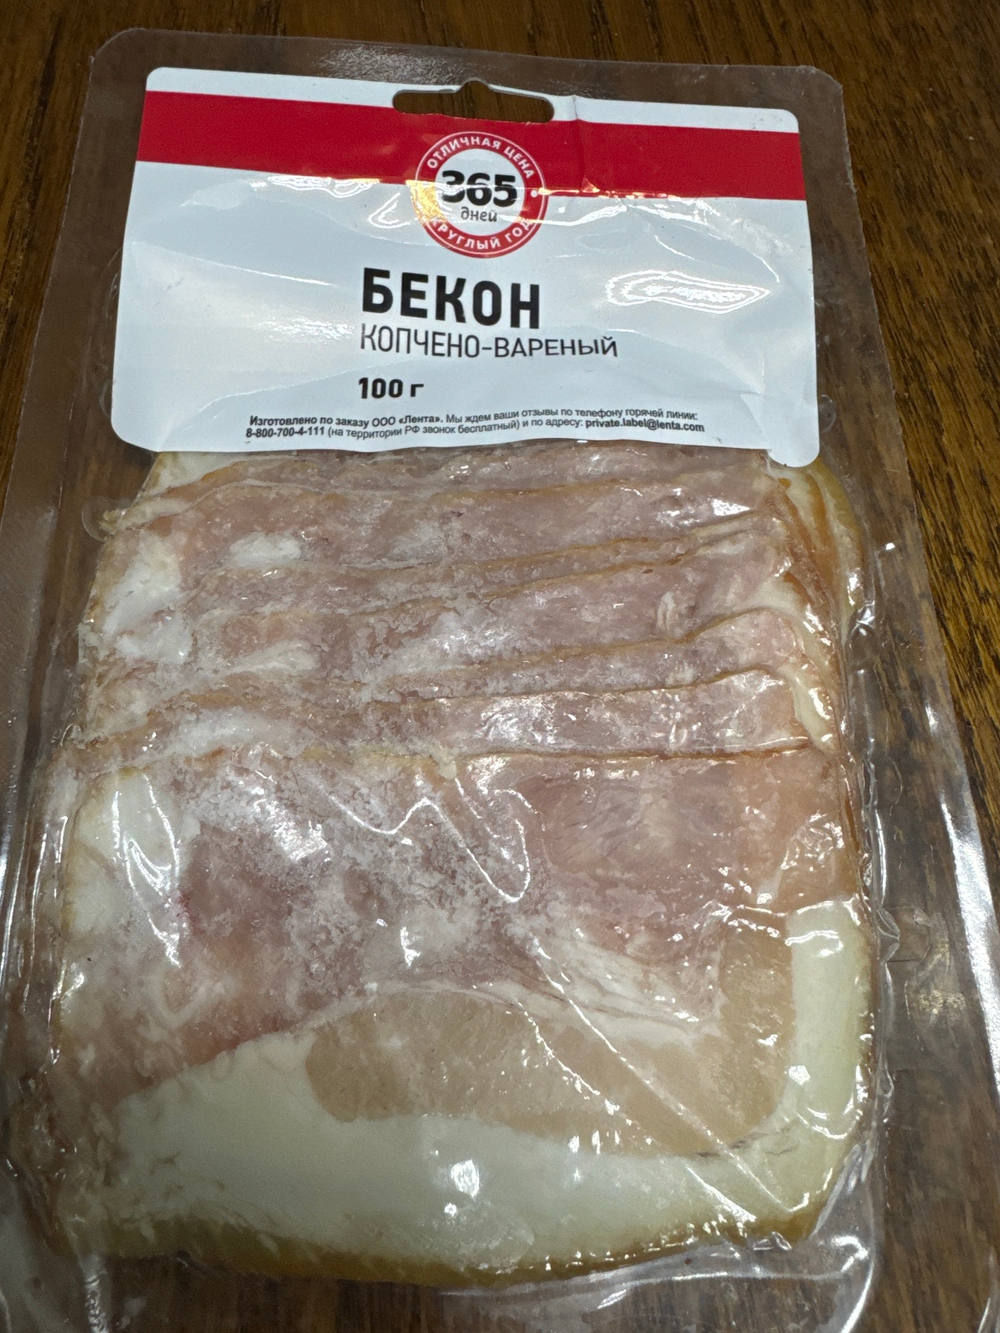 ОТЛИЧНАЯ ЦЕНА
365
дней
КРУГЛЫЙ ГОД
БЕКОН
КОПЧЕНО-ВАРЕНЫЙ
100 г
Изготовлено по заказу ООО «Лента». Мы ждем ваши отзывы по телефону горячей линии:
8-800-700-4-111 (на территории РФ звонок бесплатный) и по адресу: private.label@lenta.com